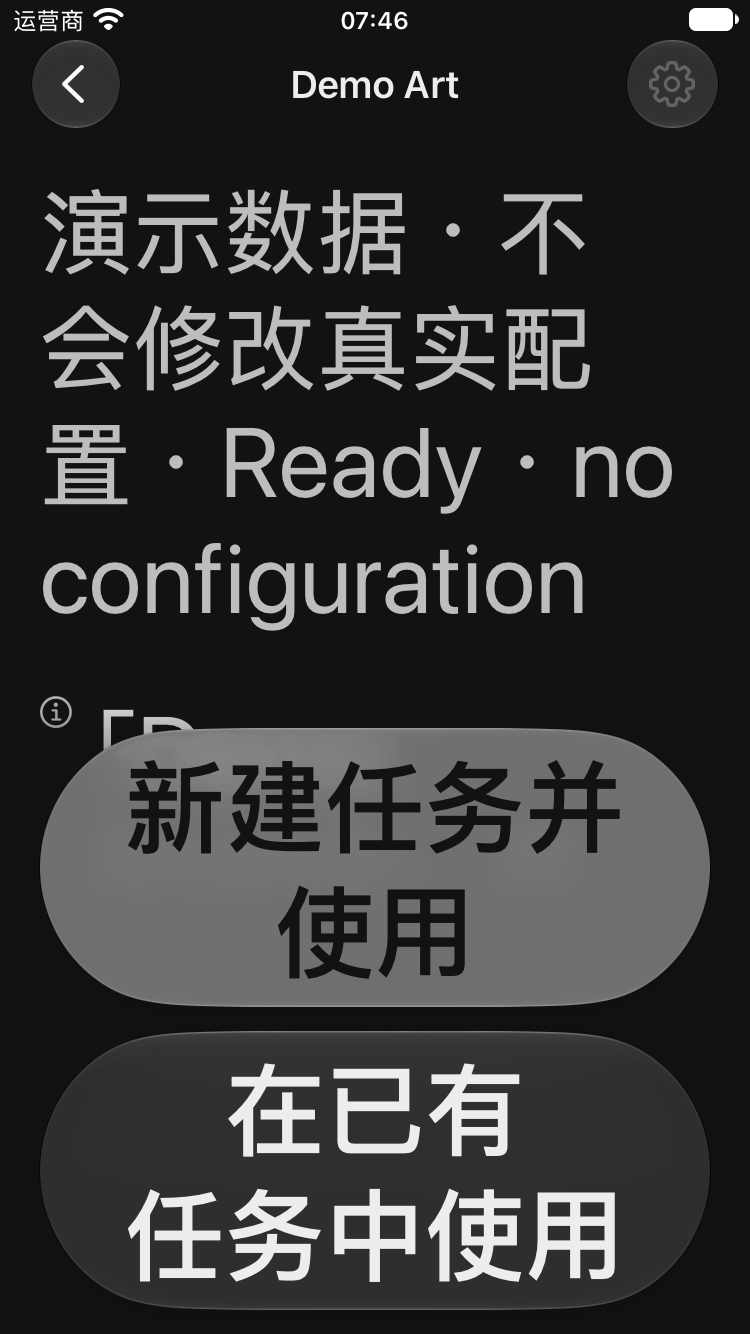 运营商
07:46
Demo Art
演示数据 · 不
会修改真实配
置 · Ready · no
configuration
新建任务并
使用
在已有
任务中使用